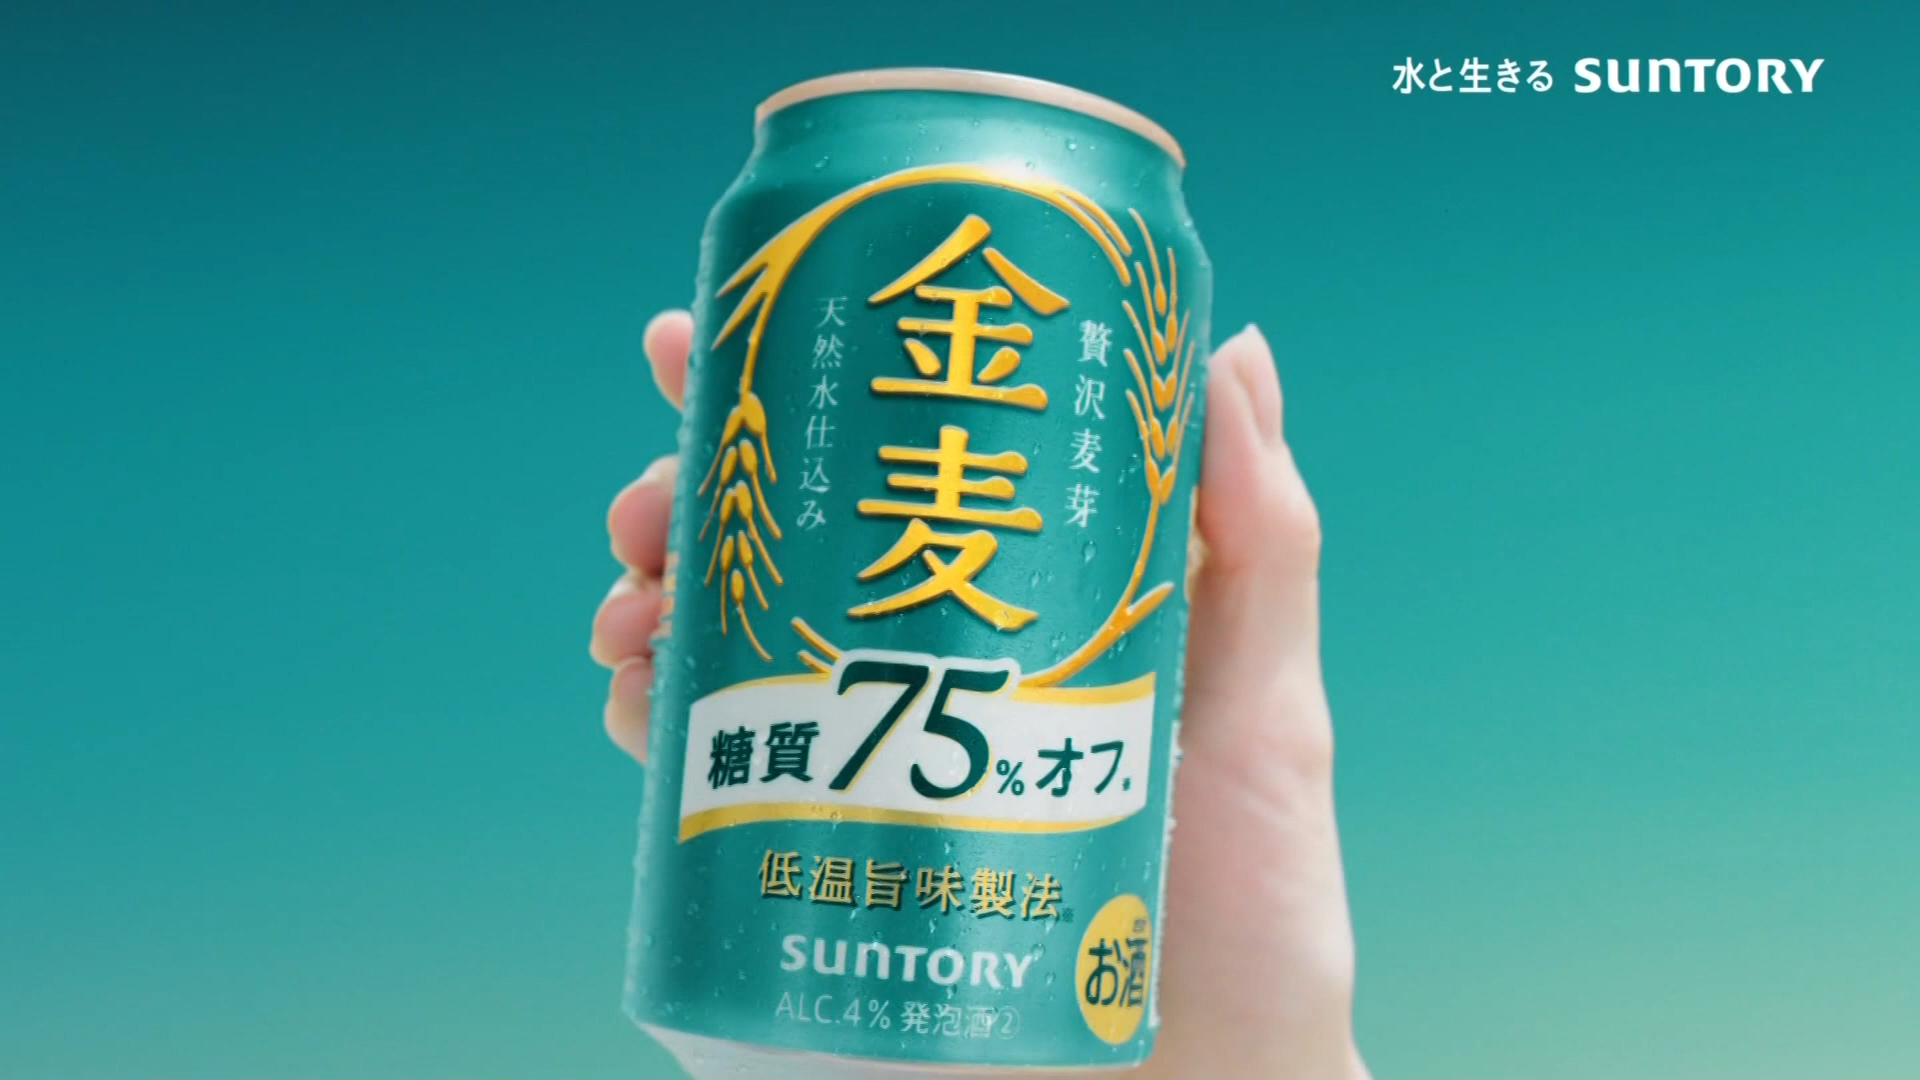 水と生きる SUNTORY
金麦
贅沢麦芽
天然水仕込み
糖質75%オフ※
低温旨味製法※
SUNTORY
ALC.4% 発泡酒②
お酒